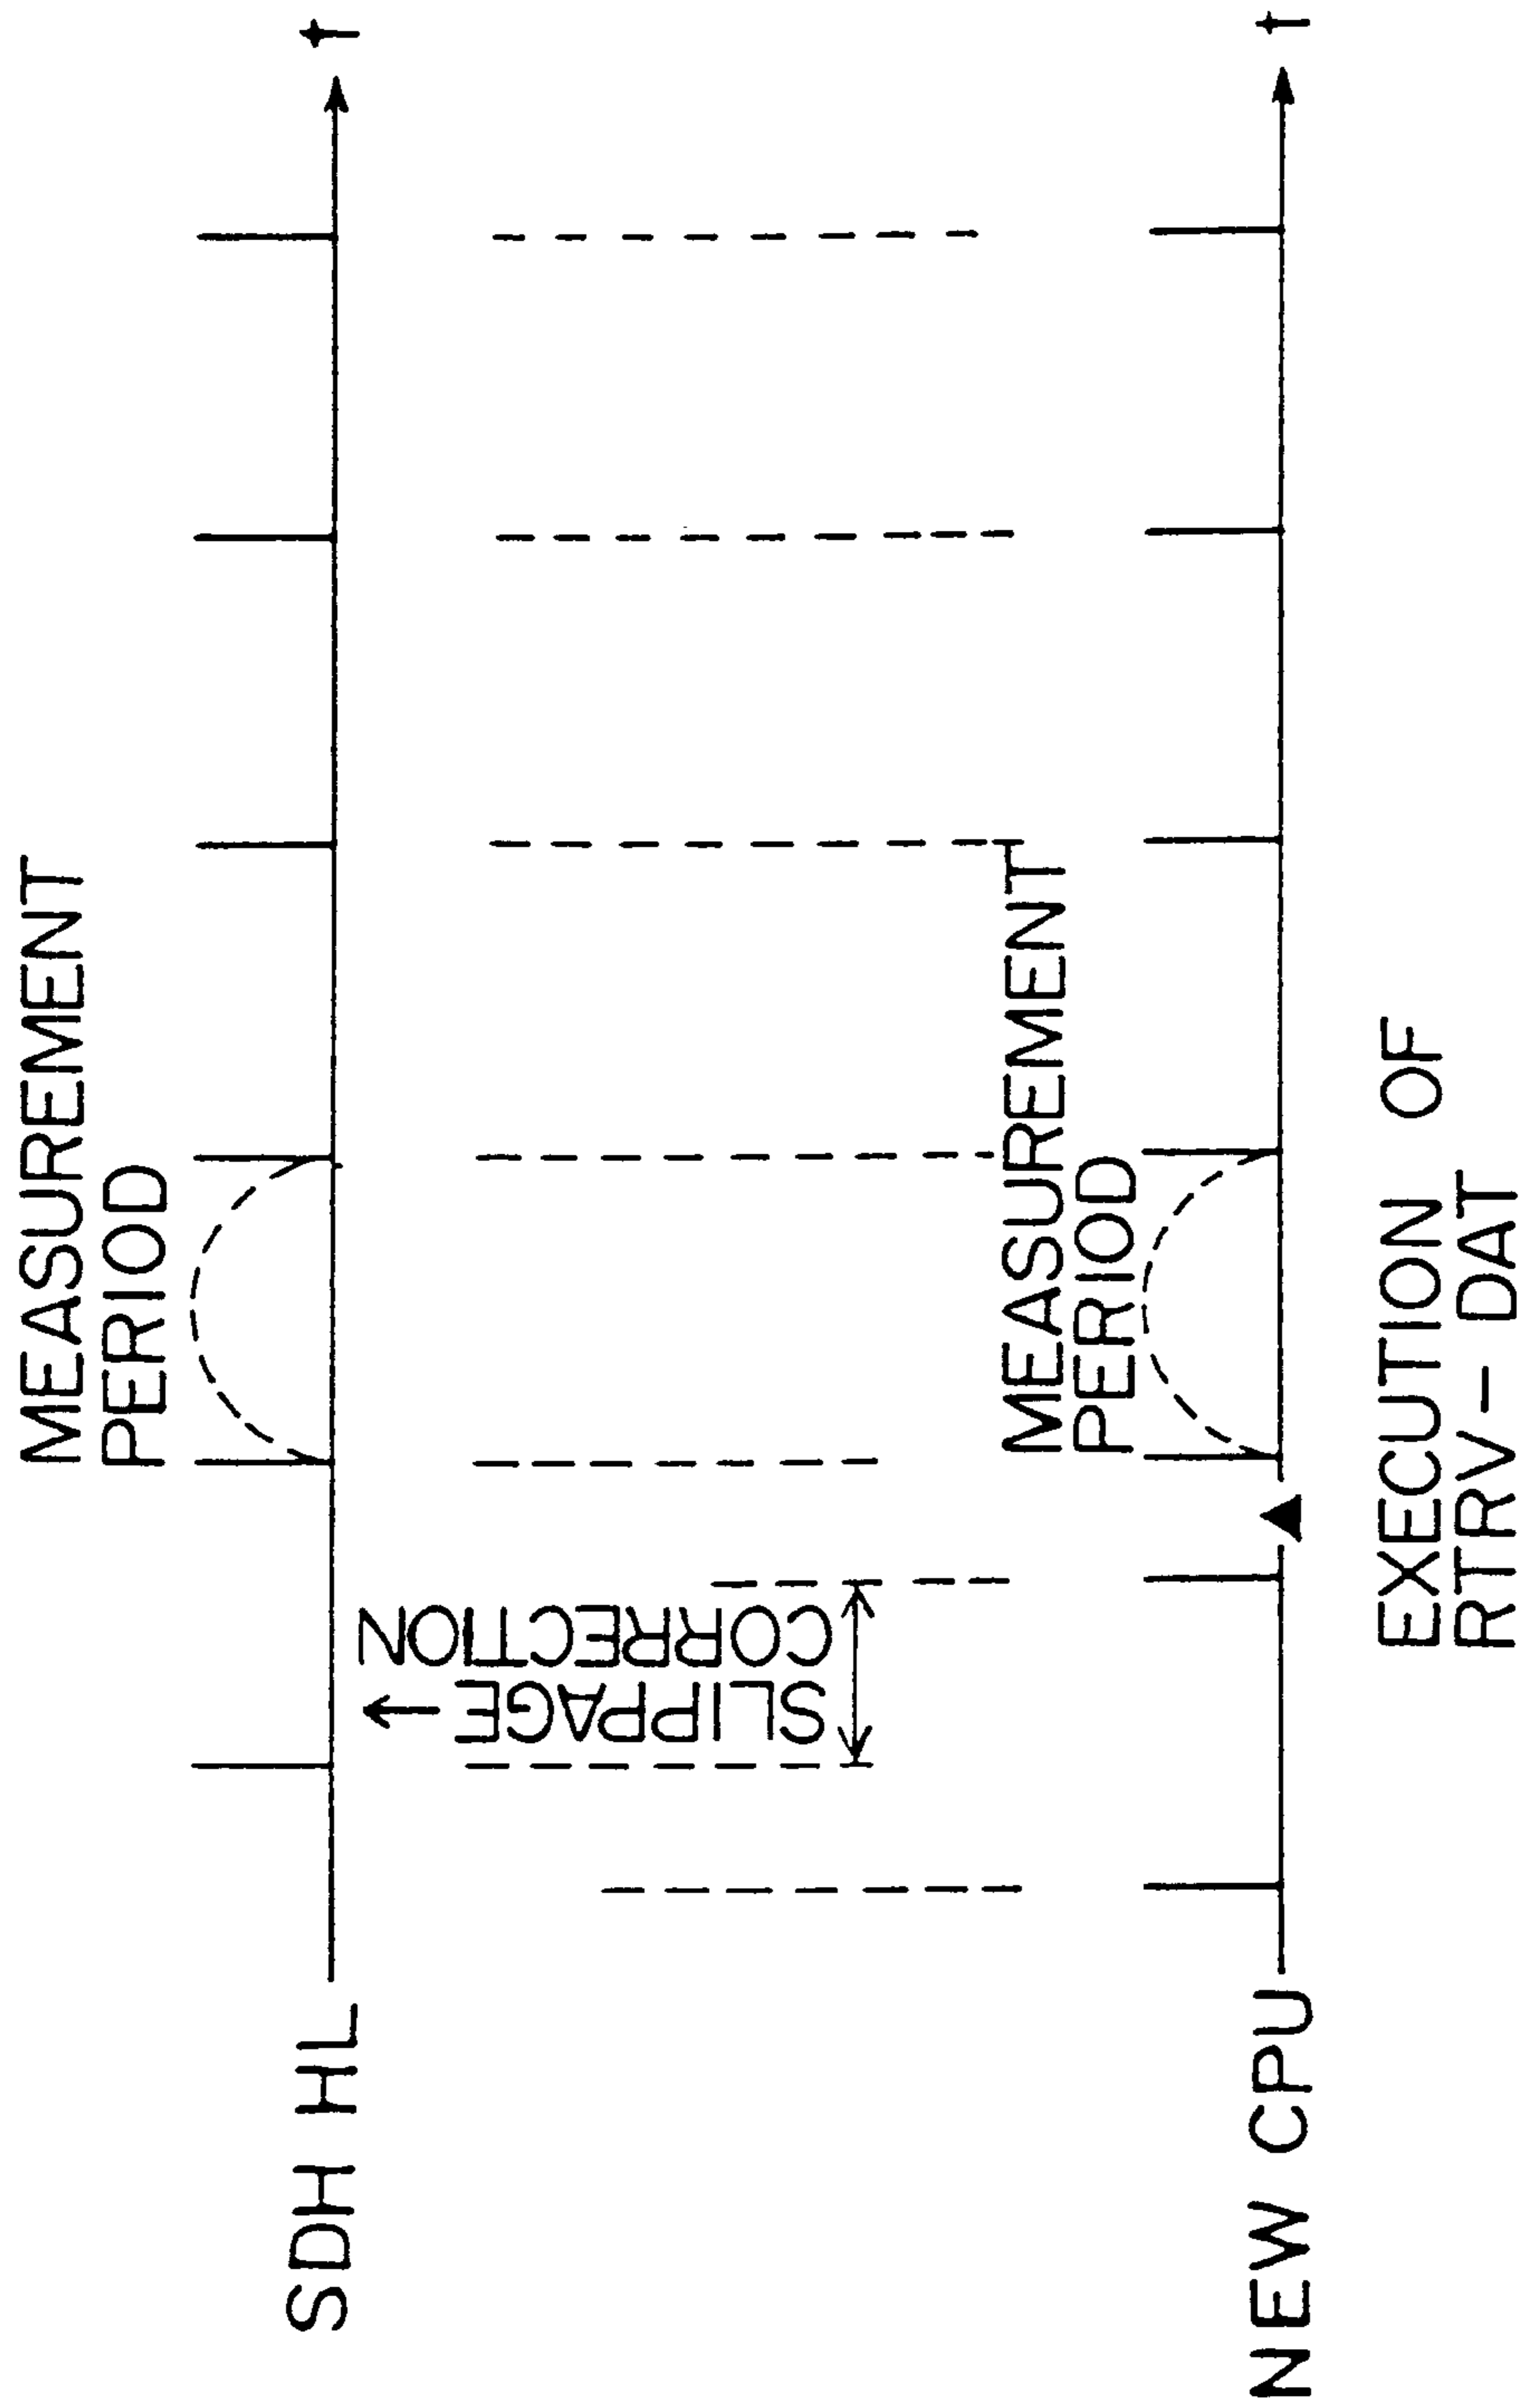 MEASUREMENT
PERIOD
SDH HL
t
SLIPPAGE →
CORRECTION
MEASUREMENT
PERIOD
NEW CPU
t
EXECUTION OF
RTRV-DAT